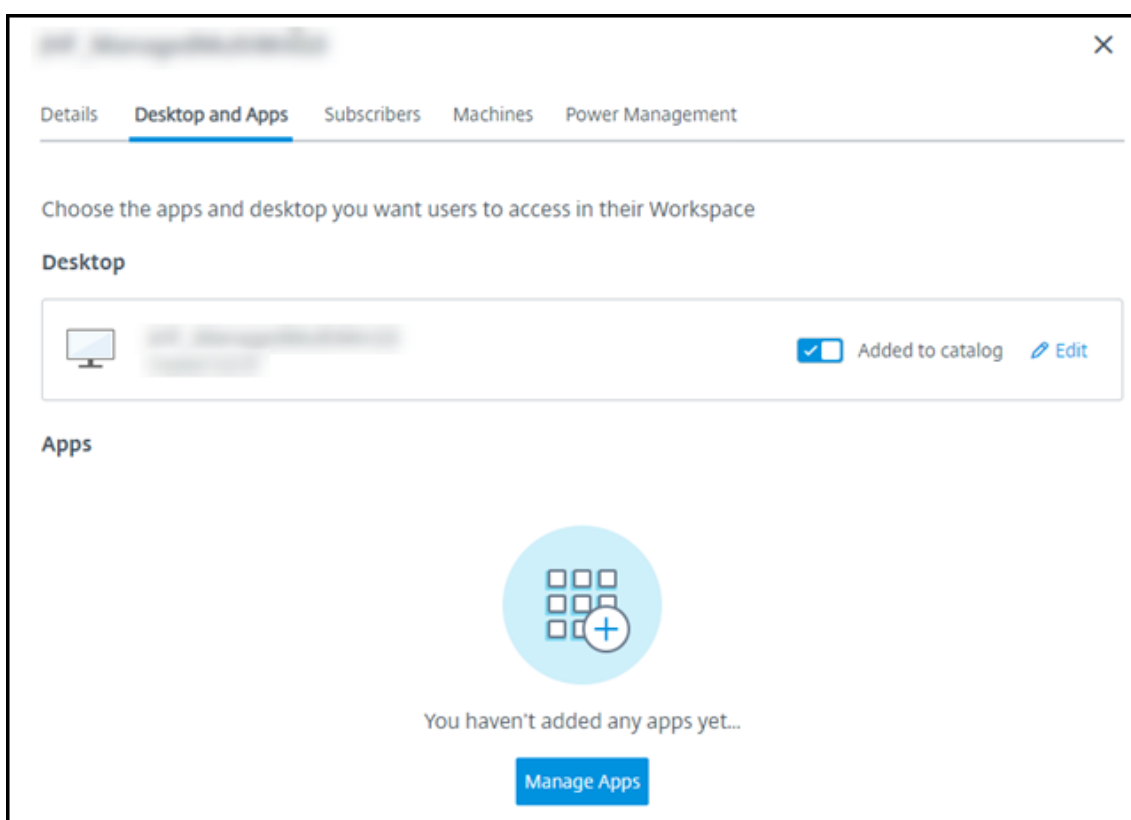 Details Desktop and Apps Subscribers Machines Power Management
Choose the apps and desktop you want users to access in their Workspace
Desktop
Added to catalog Edit
Apps
You haven't added any apps yet...
Manage Apps